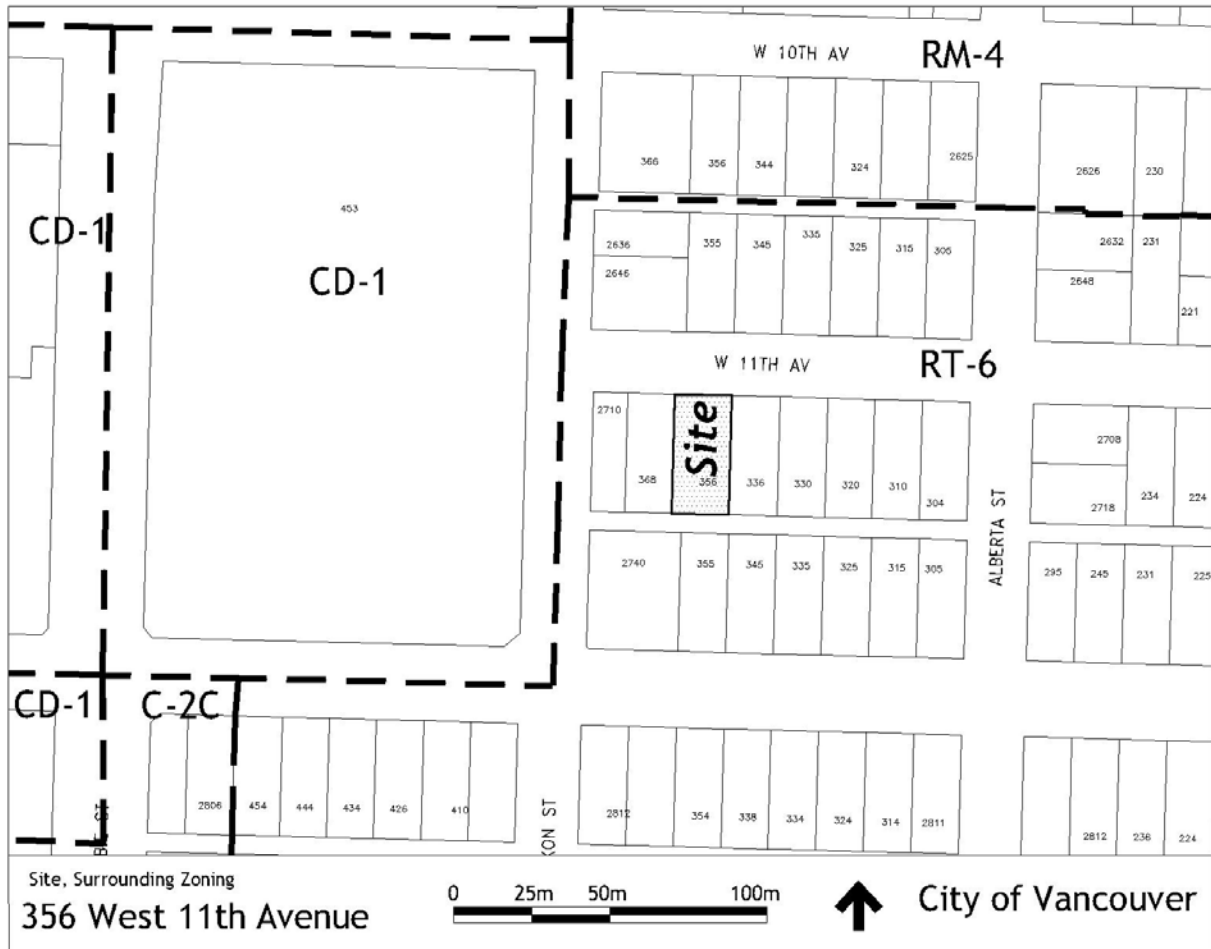 W 10TH AV RM-4
366 356 344 324 2625 2626 230
453
CD-1
CD-1
2636 355 345 335 325 315 305 2632 231
2646 2648 221
W 11TH AV RT-6
2710 368 356 336 330 320 310 304 2708
Site
2718 234 224
ALBERTA ST
2740 355 345 335 325 315 305 295 245 231 225
CD-1 C-2C
2806 454 444 434 426 410 2812 354 338 334 324 314 2811 2812 236 224
KON ST
Site, Surrounding Zoning
356 West 11th Avenue
0 25m 50m 100m
City of Vancouver